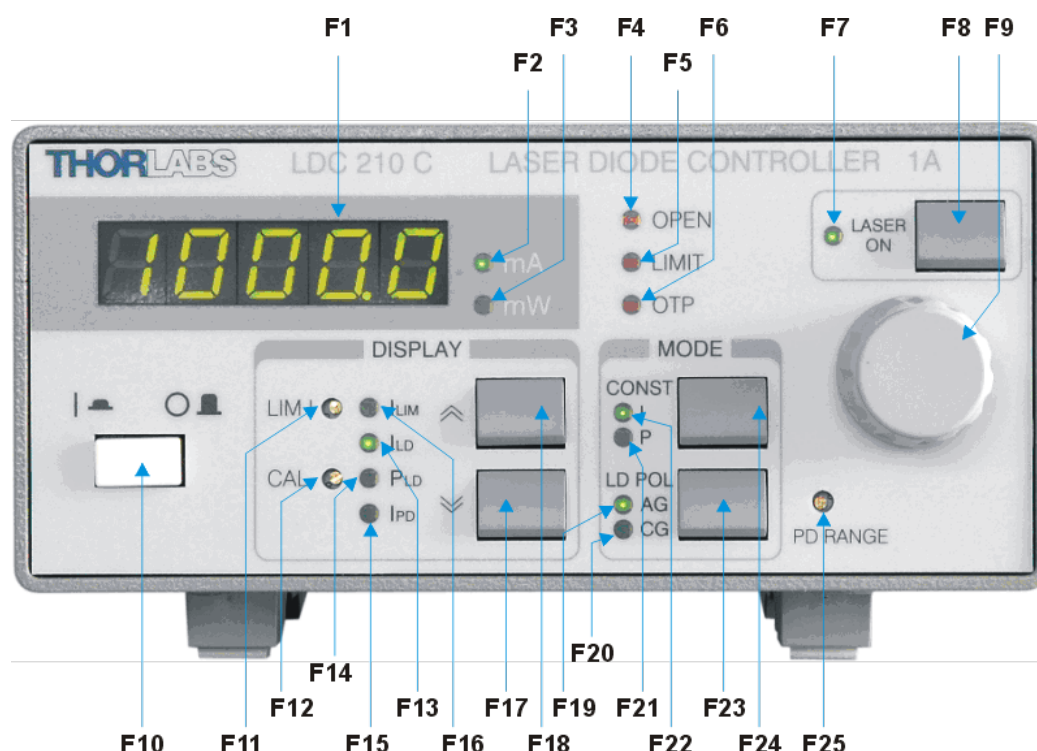 F1 F3 F4 F6 F7 F8 F9
F2 F5
THORLABS LDC 210 C LASER DIODE CONTROLLER 1A
OPEN
LASER
ON
1000.0
mA
LIMIT
mW
OTP
DISPLAY
MODE
CONST
LIM I
ILIM
I
ILD
P
CAL
PLD
LD POL
AG
IPD
CG
PD RANGE
F20
F14
F12 F13 F17 F19 F21 F23
F10 F11 F15 F16 F18 F22 F24 F25